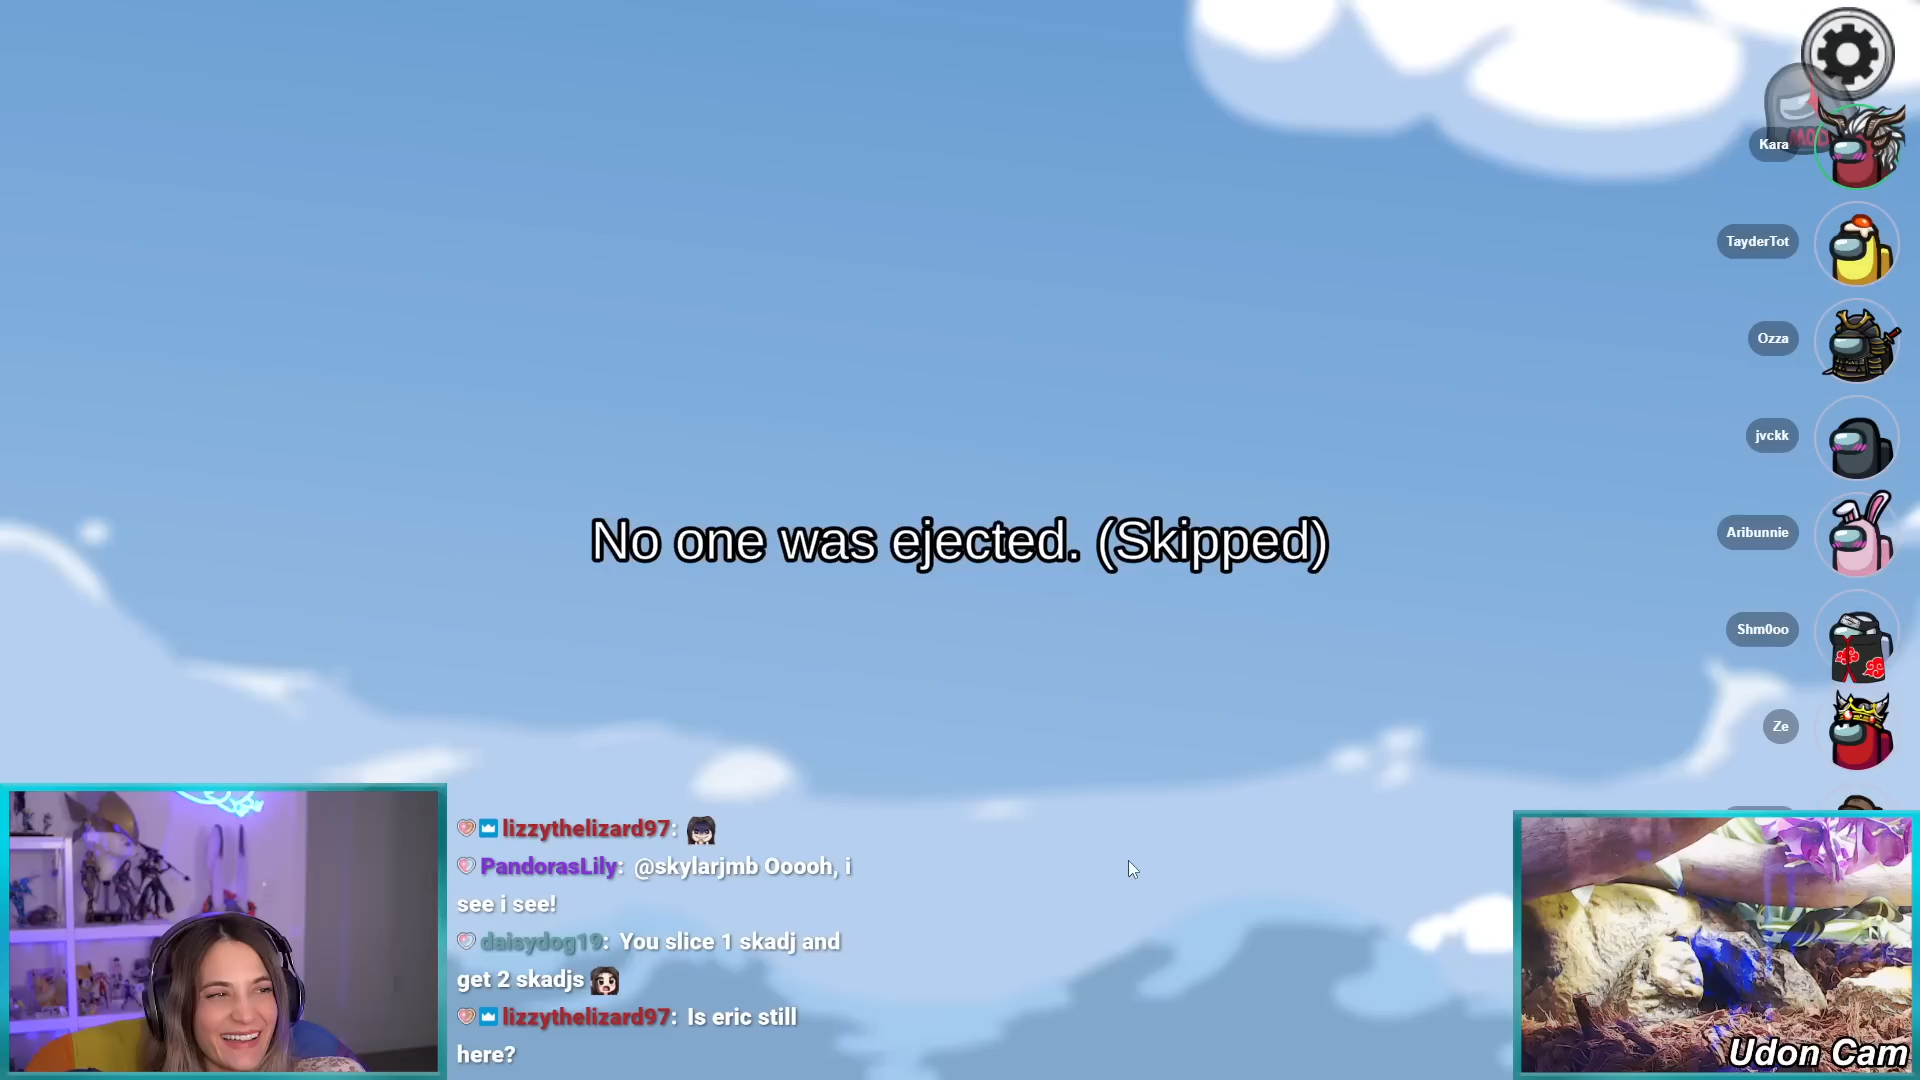 MOD
Kara
TayderTot
Ozza
jvckk
Aribunnie
Shm0oo
Ze
No one was ejected. (Skipped)
lizzythelizard97:
PandorasLily: @skylarjmb Ooooh, i
see i see!
daisydog19: You slice 1 skadj and
get 2 skadjs
lizzythelizard97: Is eric still
here?
Udon Cam